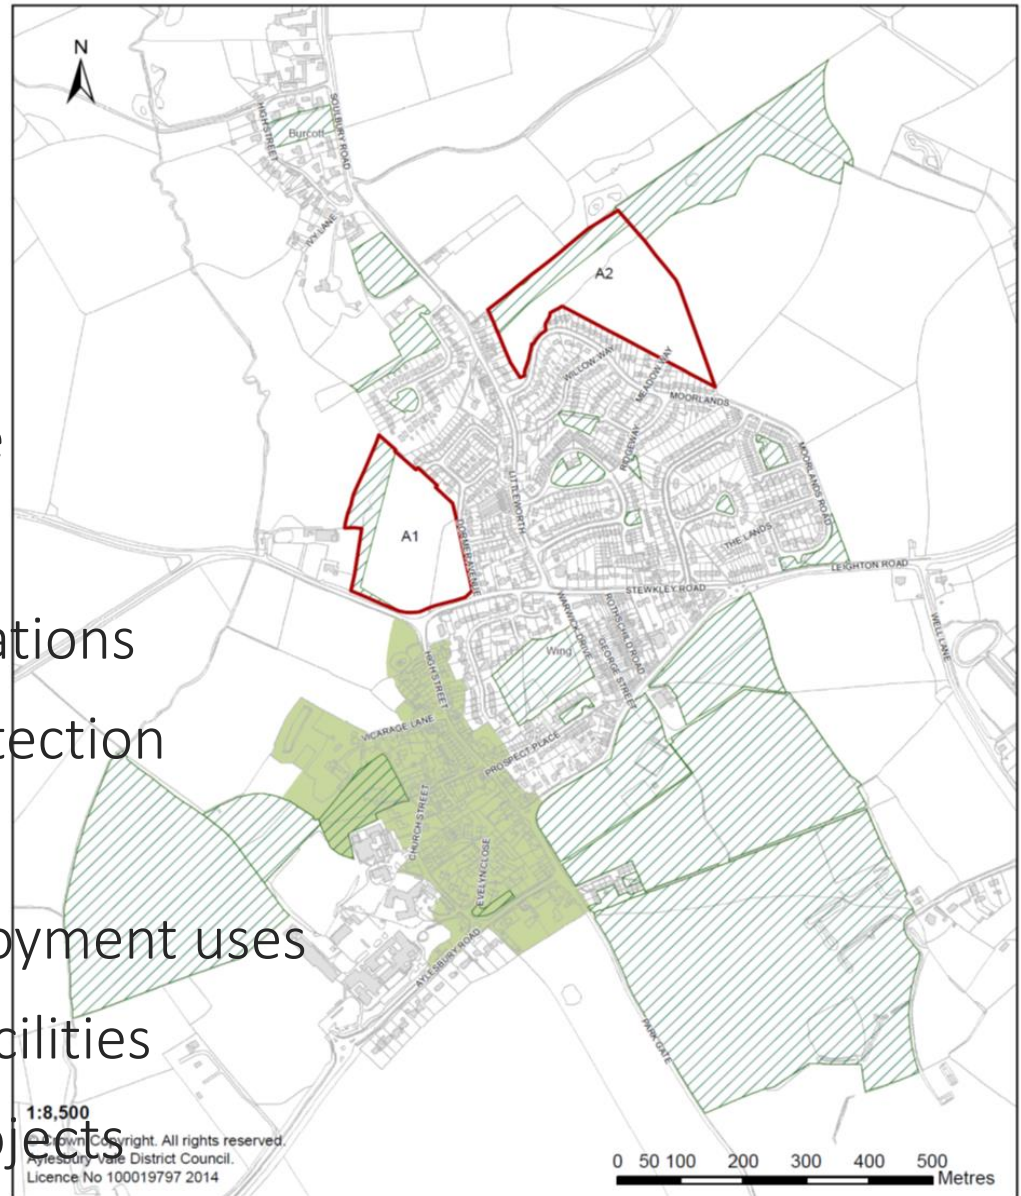 N
HIGH STREET
SOULBURY ROAD
Burcott
IVY LANE
A2
WILLOW WAY
MEADOW WAY
MOORLANDS
RIDGEWAY
MOORLANDS ROAD
LITTLEWORTH
A1
DORMER AVENUE
THE LANDS
LEIGHTON ROAD
STEWKLEY ROAD
WELL LANE
WARWICK DRIVE
ROTHSCHILD ROAD
GEORGE STREET
Wing
ations
HIGH STREET
tection
VICARAGE LANE
PROSPECT PLACE
CHURCH STREET
EVELYN CLOSE
oyment uses
AYLESBURY ROAD
cilities
PARK GATE
1:8,500
ojects
© Crown Copyright. All rights reserved.
Aylesbury Vale District Council.
Licence No 100019797 2014
0 50 100 200 300 400 500
Metres